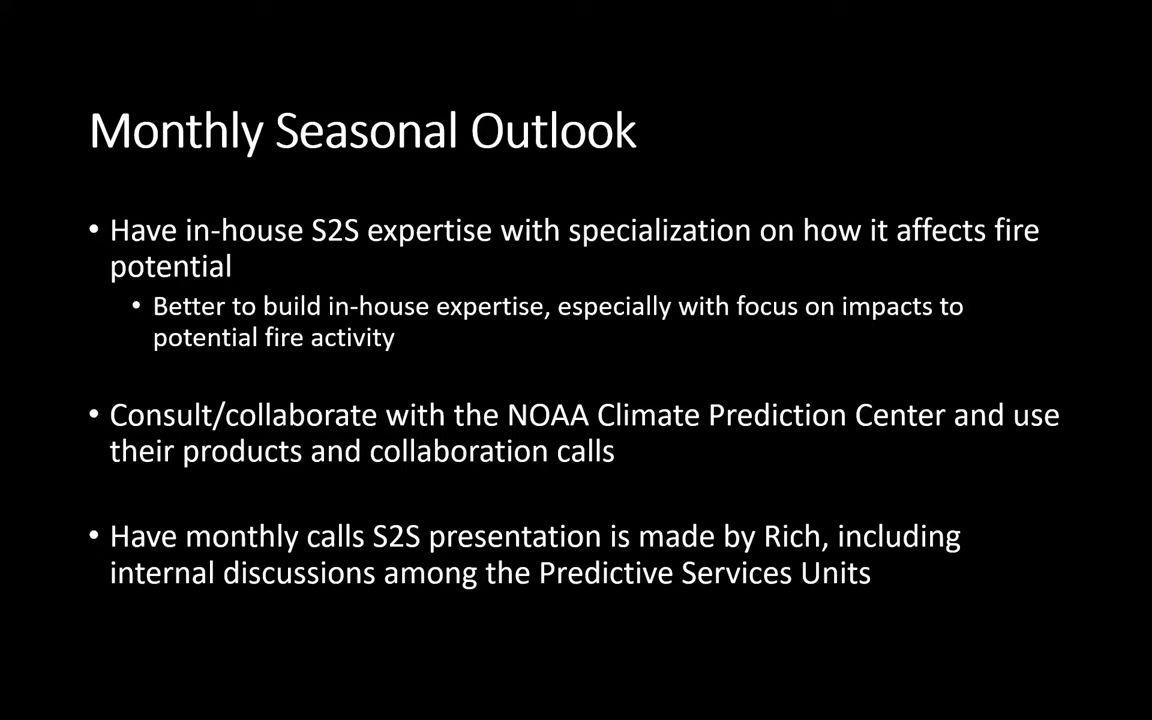 Monthly Seasonal Outlook
• Have in-house S2S expertise with specialization on how it affects fire
potential
• Better to build in-house expertise, especially with focus on impacts to
potential fire activity
• Consult/collaborate with the NOAA Climate Prediction Center and use
their products and collaboration calls
• Have monthly calls S2S presentation is made by Rich, including
internal discussions among the Predictive Services Units